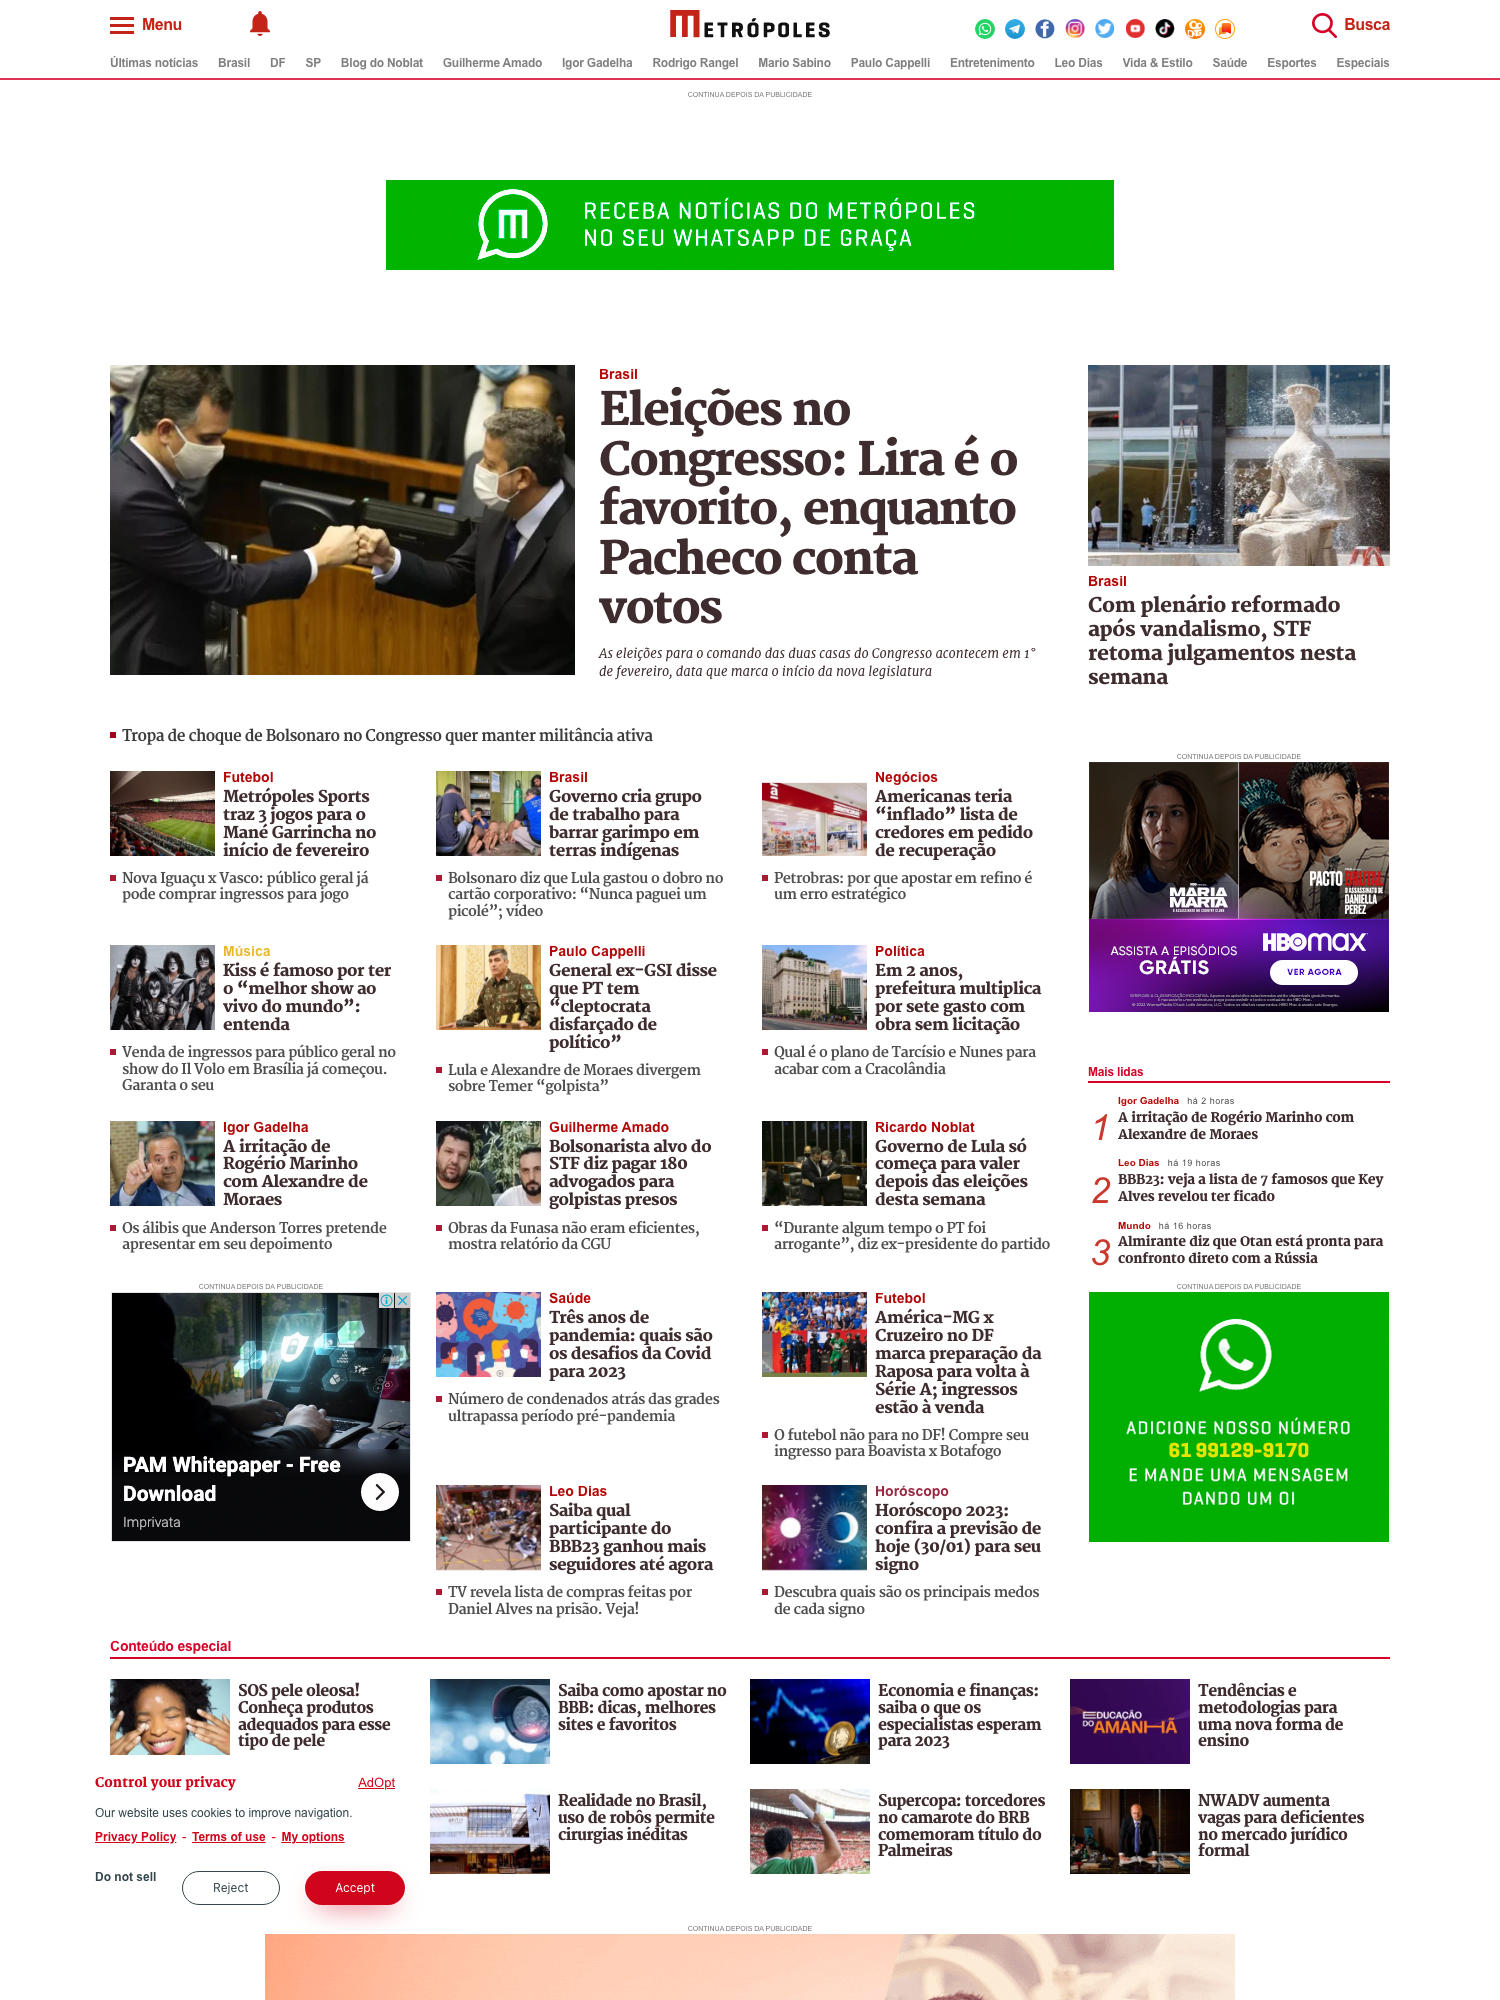 Menu
METRÓPOLES
Busca
Últimas notícias Brasil DF SP Blog do Noblat Guilherme Amado Igor Gadelha Rodrigo Rangel Mario Sabino Paulo Cappelli Entretenimento Leo Dias Vida & Estilo Saúde Esportes Especiais
CONTINUA DEPOIS DA PUBLICIDADE
RECEBA NOTÍCIAS DO METRÓPOLES
NO SEU WHATSAPP DE GRAÇA
Brasil
Eleições no
Congresso: Lira é o
favorito, enquanto
Pacheco conta
votos
As eleições para o comando das duas casas do Congresso acontecem em 1°
de fevereiro, data que marca o início da nova legislatura
Brasil
Com plenário reformado
após vandalismo, STF
retoma julgamentos nesta
semana
Tropa de choque de Bolsonaro no Congresso quer manter militância ativa
Futebol
Metrópoles Sports
traz 3 jogos para o
Mané Garrincha no
início de fevereiro
Nova Iguaçu x Vasco: público geral já
pode comprar ingressos para jogo
Brasil
Governo cria grupo
de trabalho para
barrar garimpo em
terras indígenas
Bolsonaro diz que Lula gastou o dobro no
cartão corporativo: “Nunca paguei um
picolé”; vídeo
Negócios
Americanas teria
“inflado” lista de
credores em pedido
de recuperação
Petrobras: por que apostar em refino é
um erro estratégico
CONTINUA DEPOIS DA PUBLICIDADE
HAPPY
NEW YEAR
MARIA
MARTA
PACTO BRUTAL
O ASSASSINATO DE
DANIELLA
PEREZ
ASSISTA A EPISÓDIOS
GRÁTIS
HBOMAX
VER AGORA
Música
Kiss é famoso por ter
o “melhor show ao
vivo do mundo”:
entenda
Venda de ingressos para público geral no
show do Il Volo em Brasília já começou.
Garanta o seu
Paulo Cappelli
General ex-GSI disse
que PT tem
“cleptocrata
disfarçado de
político”
Lula e Alexandre de Moraes divergem
sobre Temer “golpista”
Política
Em 2 anos,
prefeitura multiplica
por sete gasto com
obra sem licitação
Qual é o plano de Tarcísio e Nunes para
acabar com a Cracolândia
Mais lidas
Igor Gadelha há 2 horas
1 A irritação de Rogério Marinho com
Alexandre de Moraes
Leo Dias há 19 horas
2 BBB23: veja a lista de 7 famosos que Key
Alves revelou ter ficado
Mundo há 16 horas
3 Almirante diz que Otan está pronta para
confronto direto com a Rússia
Igor Gadelha
A irritação de
Rogério Marinho
com Alexandre de
Moraes
Os álibis que Anderson Torres pretende
apresentar em seu depoimento
Guilherme Amado
Bolsonarista alvo do
STF diz pagar 180
advogados para
golpistas presos
Obras da Funasa não eram eficientes,
mostra relatório da CGU
Ricardo Noblat
Governo de Lula só
começa para valer
depois das eleições
desta semana
“Durante algum tempo o PT foi
arrogante”, diz ex-presidente do partido
CONTINUA DEPOIS DA PUBLICIDADE
PAM Whitepaper - Free
Download
Imprivata
Saúde
Três anos de
pandemia: quais são
os desafios da Covid
para 2023
Número de condenados atrás das grades
ultrapassa período pré-pandemia
Futebol
América-MG x
Cruzeiro no DF
marca preparação da
Raposa para volta à
Série A; ingressos
estão à venda
O futebol não para no DF! Compre seu
ingresso para Boavista x Botafogo
CONTINUA DEPOIS DA PUBLICIDADE
ADICIONE NOSSO NÚMERO
61 99129-9170
E MANDE UMA MENSAGEM
DANDO UM OI
Leo Dias
Saiba qual
participante do
BBB23 ganhou mais
seguidores até agora
TV revela lista de compras feitas por
Daniel Alves na prisão. Veja!
Horóscopo
Horóscopo 2023:
confira a previsão de
hoje (30/01) para seu
signo
Descubra quais são os principais medos
de cada signo
Conteúdo especial
SOS pele oleosa!
Conheça produtos
adequados para esse
tipo de pele
Saiba como apostar no
BBB: dicas, melhores
sites e favoritos
Economia e finanças:
saiba o que os
especialistas esperam
para 2023
EDUCAÇÃO
DO AMANHÃ
Tendências e
metodologias para
uma nova forma de
ensino
Control your privacy
AdOpt
Our website uses cookies to improve navigation.
Privacy Policy - Terms of use - My options
Do not sell
Reject
Accept
Realidade no Brasil,
uso de robôs permite
cirurgias inéditas
Supercopa: torcedores
no camarote do BRB
comemoram título do
Palmeiras
NWADV aumenta
vagas para deficientes
no mercado jurídico
formal
CONTINUA DEPOIS DA PUBLICIDADE